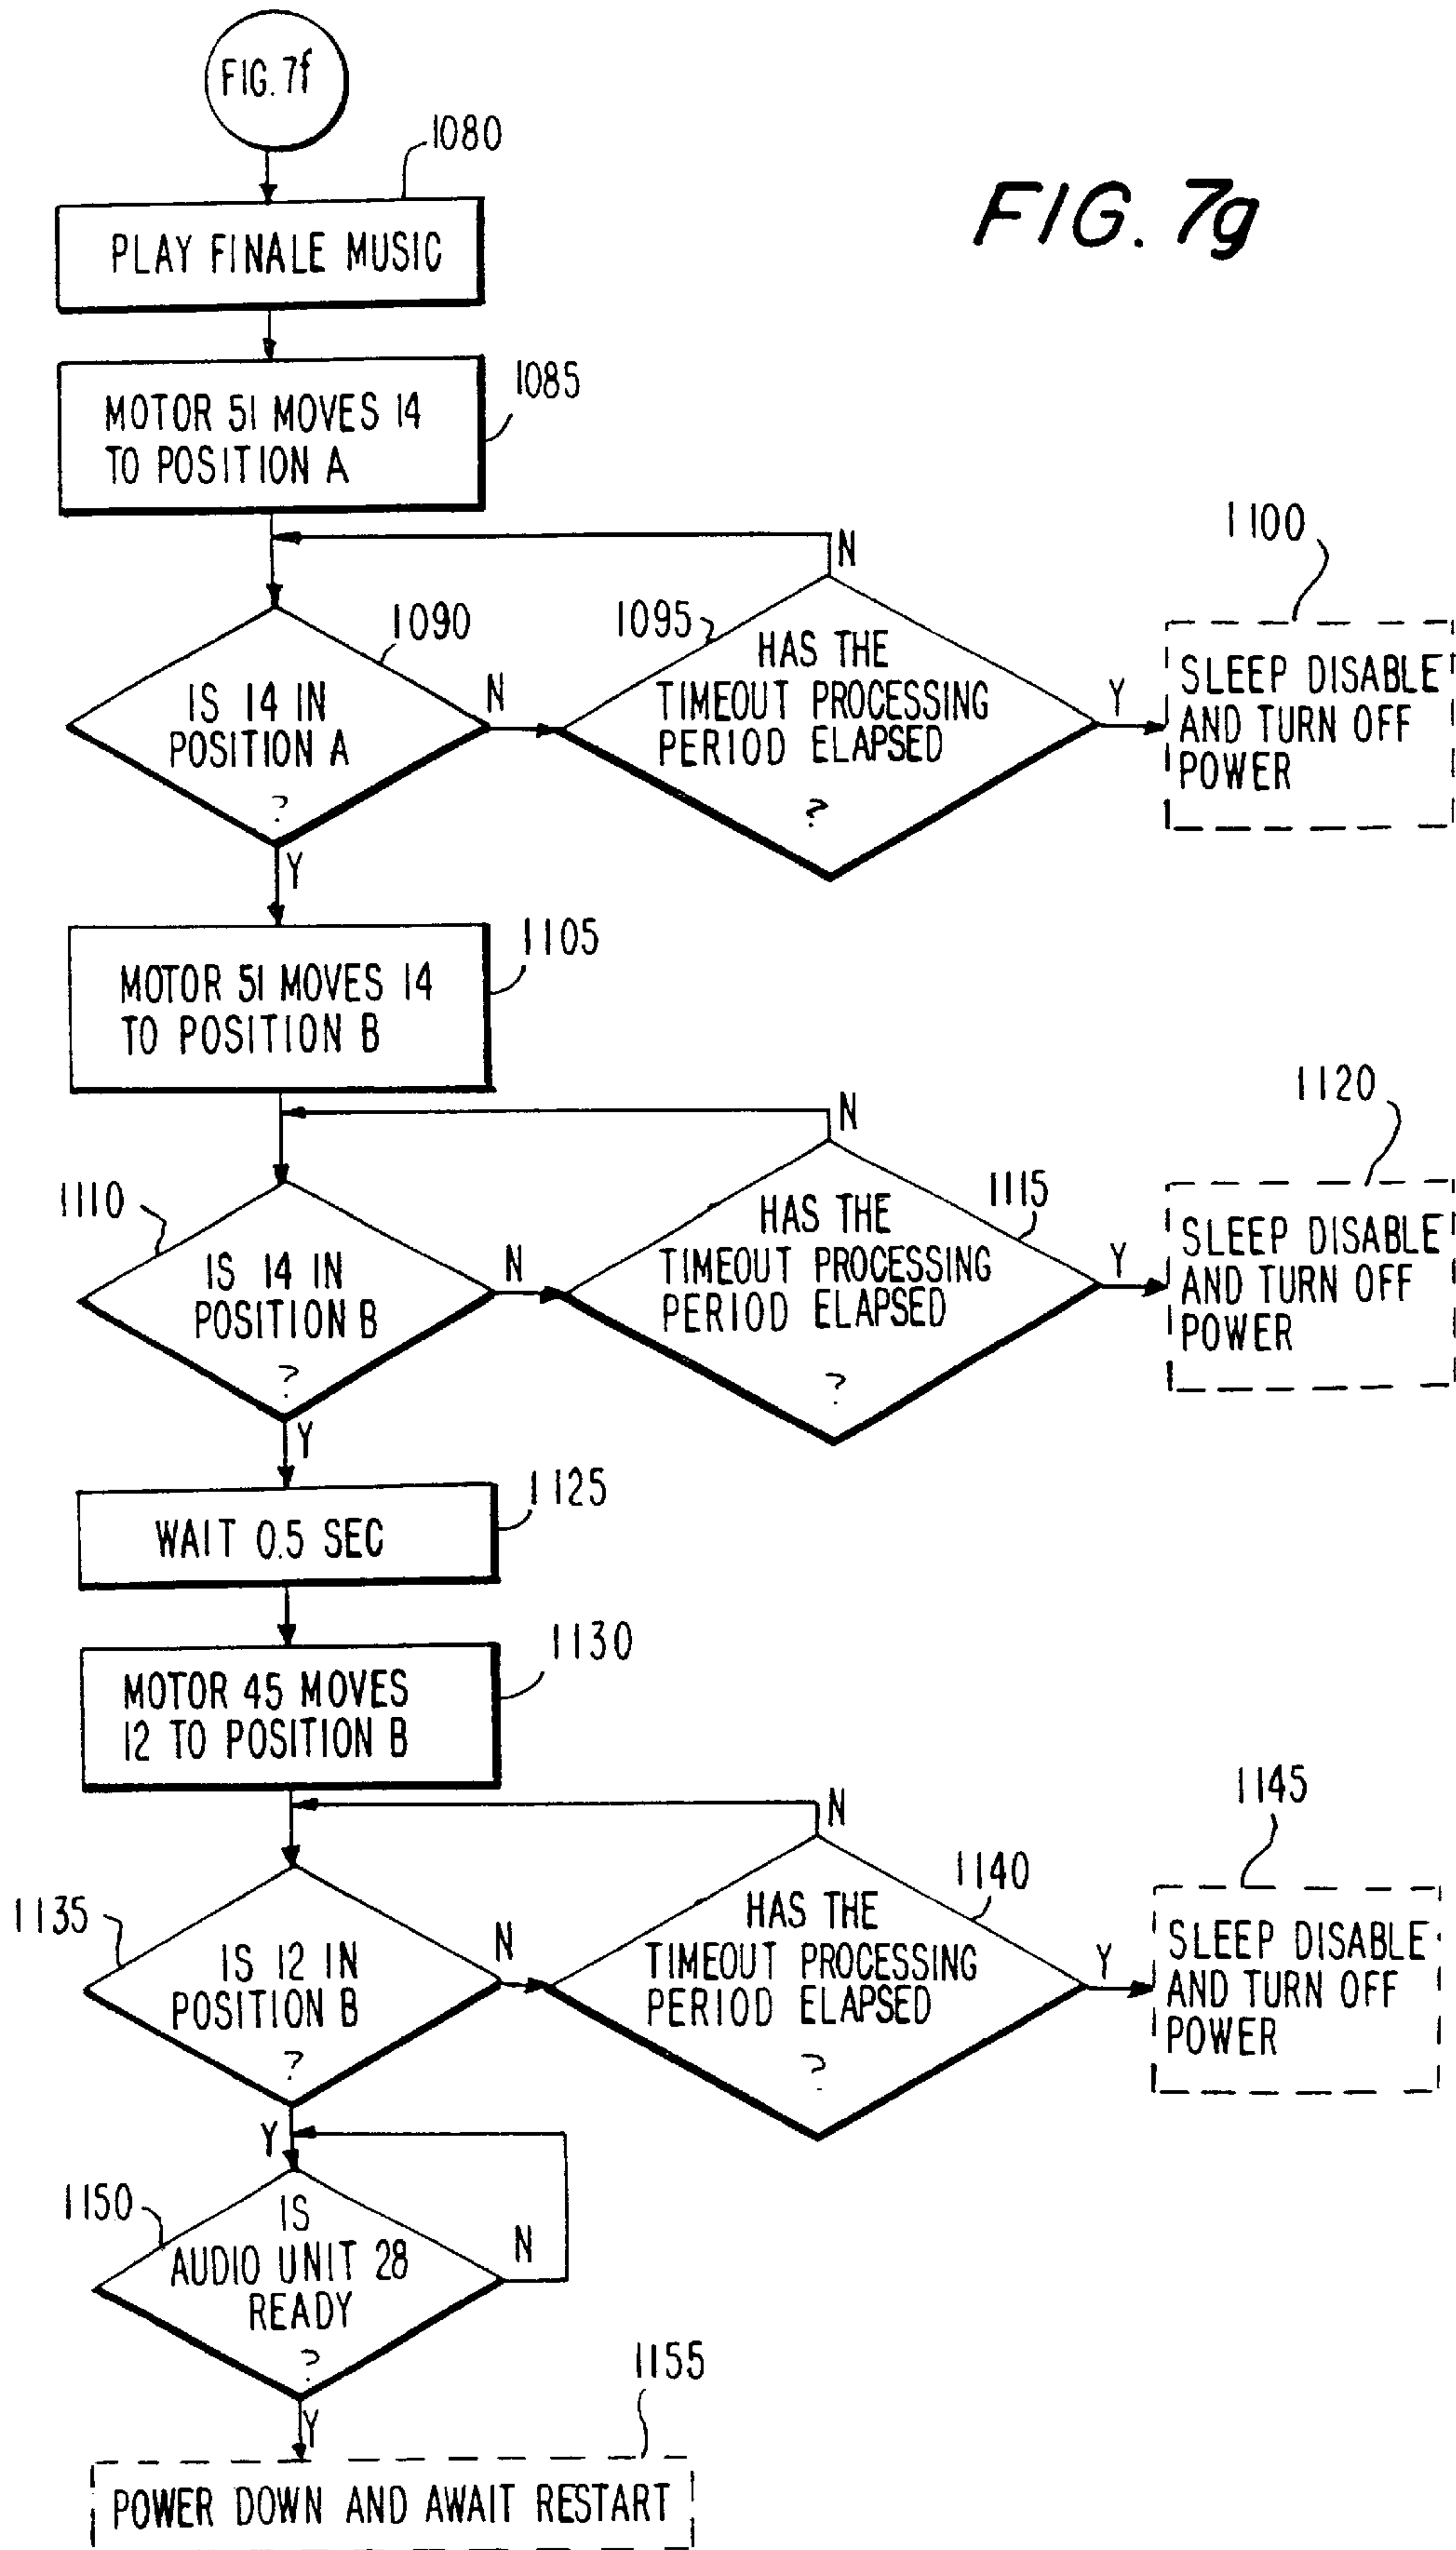 FIG. 7f
1080
FIG. 7g
PLAY FINALE MUSIC
1085
MOTOR 51 MOVES 14
TO POSITION A
1100
N
1090
1095
HAS THE
TIMEOUT PROCESSING
PERIOD ELAPSED
?
IS 14 IN
POSITION A
?
N
Y
SLEEP DISABLE
AND TURN OFF
POWER
Y
1105
MOTOR 51 MOVES 14
TO POSITION B
1120
N
1110
1115
HAS THE
TIMEOUT PROCESSING
PERIOD ELAPSED
?
IS 14 IN
POSITION B
?
N
Y
SLEEP DISABLE
AND TURN OFF
POWER
Y
1125
WAIT 0.5 SEC
1130
MOTOR 45 MOVES
12 TO POSITION B
1145
N
1135
1140
HAS THE
TIMEOUT PROCESSING
PERIOD ELAPSED
?
IS 12 IN
POSITION B
?
N
Y
SLEEP DISABLE
AND TURN OFF
POWER
Y
1150
IS
AUDIO UNIT 28
READY
?
N
Y
1155
POWER DOWN AND AWAIT RESTART